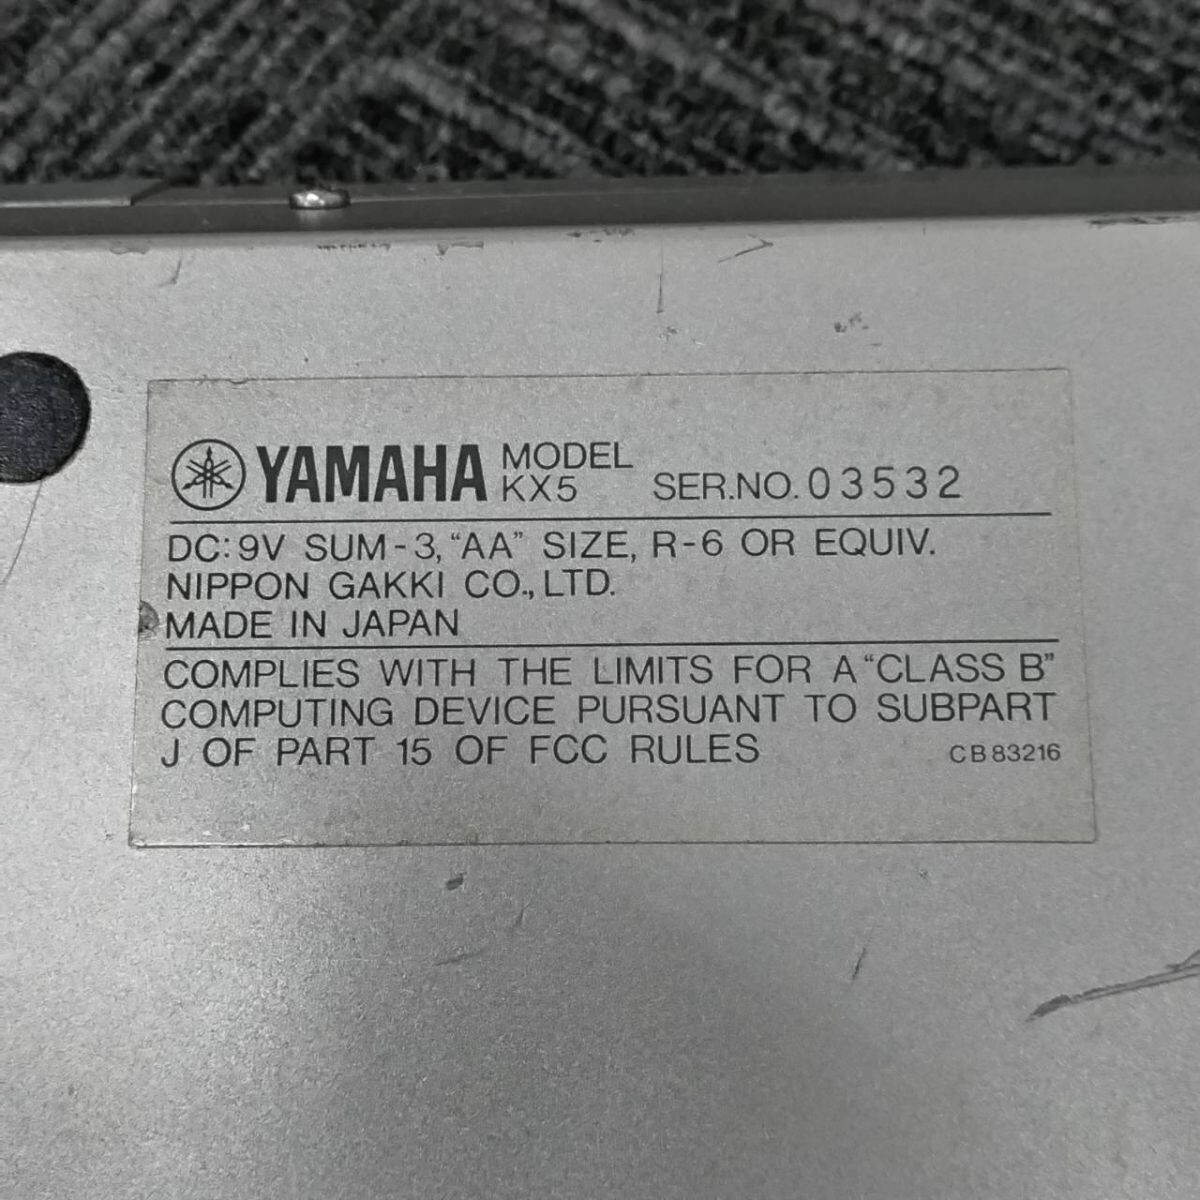 YAMAHA MODEL KX5 SER.NO. 03532
DC: 9V SUM-3, “AA” SIZE, R-6 OR EQUIV.
NIPPON GAKKI CO., LTD.
MADE IN JAPAN
COMPLIES WITH THE LIMITS FOR A “CLASS B”
COMPUTING DEVICE PURSUANT TO SUBPART
J OF PART 15 OF FCC RULES CB83216